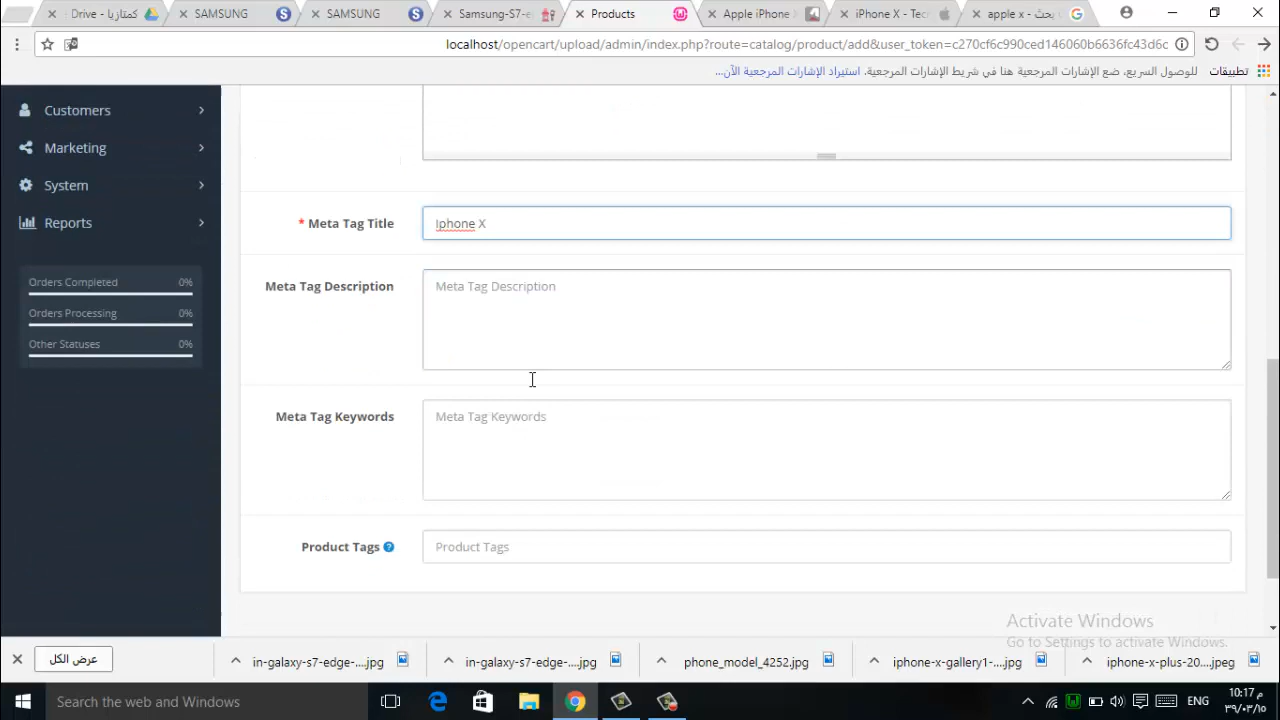 كمتازيا - Drive
SAMSUNG
SAMSUNG
Samsung-S7-e
Products
Apple iPhone X
iPhone X - Tec
apple x - بحث
localhost/opencart/upload/admin/index.php?route=catalog/product/add&user_token=c270cf6c990ced146060b6636fc43d6c
تطبيقات
للوصول السريع، ضع الإشارات المرجعية هنا في شريط الإشارات المرجعية. استيراد الإشارات المرجعية الآن...
Customers
Marketing
System
Reports
Orders Completed 0%
Orders Processing 0%
Other Statuses 0%
* Meta Tag Title
Iphone X
Meta Tag Description
Meta Tag Description
Meta Tag Keywords
Meta Tag Keywords
Product Tags
Product Tags
Activate Windows
Go to Settings to activate Windows.
عرض الكل
in-galaxy-s7-edge-....jpg
in-galaxy-s7-edge-....jpg
phone_model_4252.jpg
iphone-x-gallery1-....jpg
iphone-x-plus-20....jpeg
Search the web and Windows
ENG
10:17 م
٣٩/٠٣/١٥